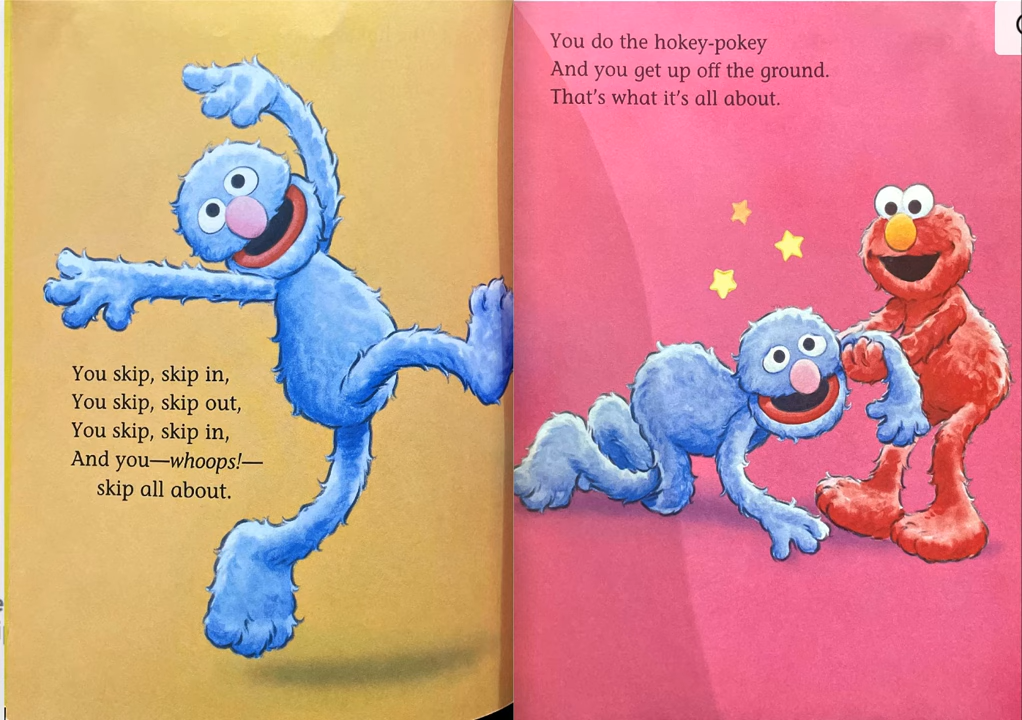 You skip, skip in,
You skip, skip out,
You skip, skip in,
And you—whoops!—
skip all about.
You do the hokey-pokey
And you get up off the ground.
That's what it's all about.